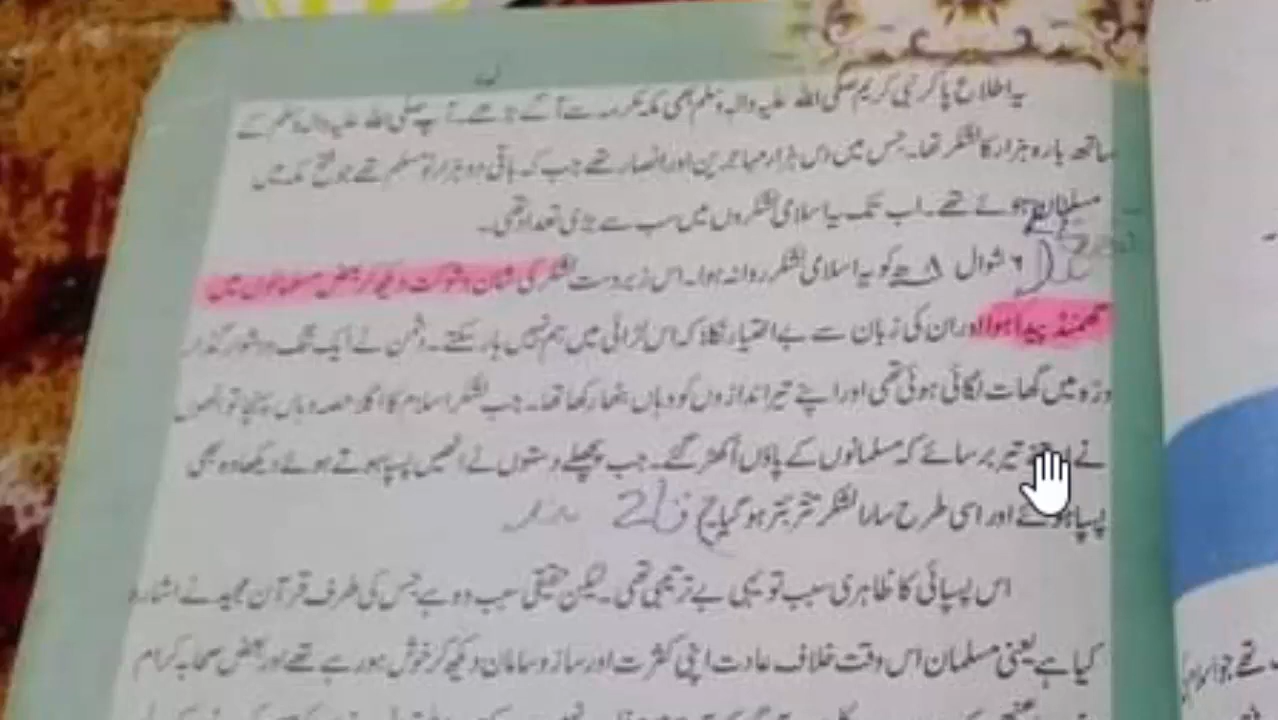 یہ اطلاع پا کر نبی کریم صلی اللہ علیہ والہ وسلم بھی مکہ مکرمہ سے آگے بڑھے۔ آپ صلی اللہ علیہ والہ وسلم کے
ساتھ بارہ ہزار کا لشکر تھا۔ جس میں دس ہزار مہاجرین اور انصار تھے جب کہ باقی دو ہزار نو مسلم تھے جو فتح مکہ میں
مسلمان ہوئے تھے۔ اب تک یہ اسلامی لشکروں میں سب سے بڑی تعداد تھی۔
۶ شوال ۸ھ کو یہ اسلامی لشکر روانہ ہوا۔ اس زبردست لشکر کی شان و شوکت دیکھ کر بعض مسلمانوں میں
گھمنڈ پیدا ہوا اور ان کی زبان سے بے اختیار نکلا کہ اس لڑائی میں ہم نہیں ہار سکتے۔ دشمن نے ایک تنگ دشوار گذار
درّہ میں گھات لگائی ہوئی تھی اور اپنے تیر اندازوں کو وہاں بٹھا رکھا تھا۔ جب لشکر اسلام کا اگلا حصہ وہاں پہنچا تو انھوں
نے تیر برسائے کہ مسلمانوں کے پاؤں اُکھڑ گئے۔ جب پچھلے دستوں نے انھیں پسپا ہوتے ہوئے دیکھا وہ بھی
پسپا ہوئے اور اسی طرح سارا لشکر تتر بتر ہو گیا
اس پسپائی کا ظاہری سبب تو یہی بے ترتیبی تھی۔ لیکن حقیقی سبب وہ ہے جس کی طرف قرآن مجید نے اشارہ
کیا ہے یعنی مسلمان اس وقت خلاف عادت اپنی کثرت اور ساز و سامان دیکھ کر خوش ہو رہے تھے اور بعض صحابہ کرام